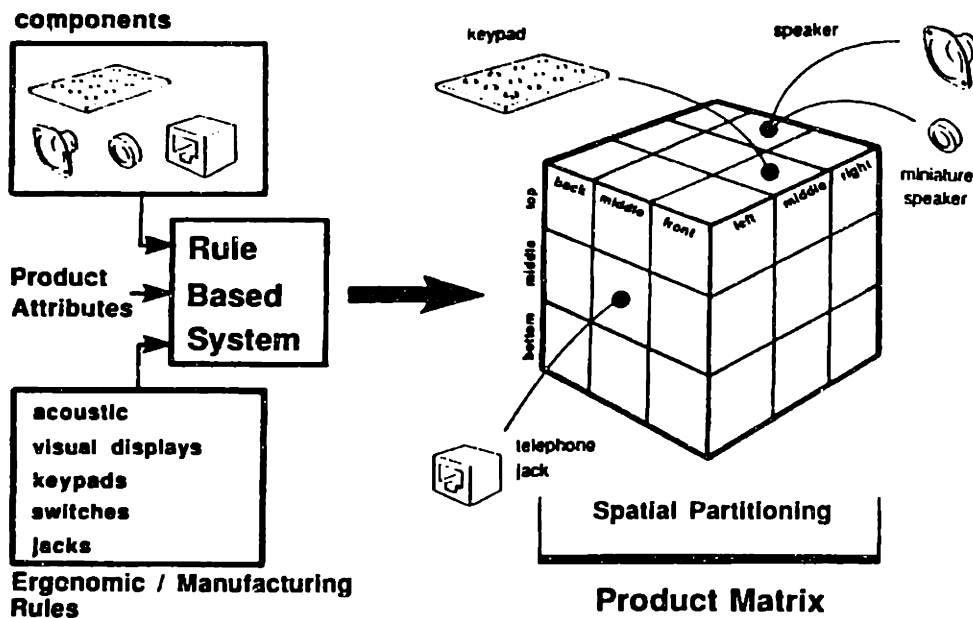 components
Rule
Based
System
Product
Attributes
acoustic
visual displays
keypads
switches
jacks
Ergonomic / Manufacturing
Rules
keypad
speaker
miniature
speaker
top
middle
bottom
back
middle
front
left
middle
right
telephone
jack
Spatial Partitioning
Product Matrix